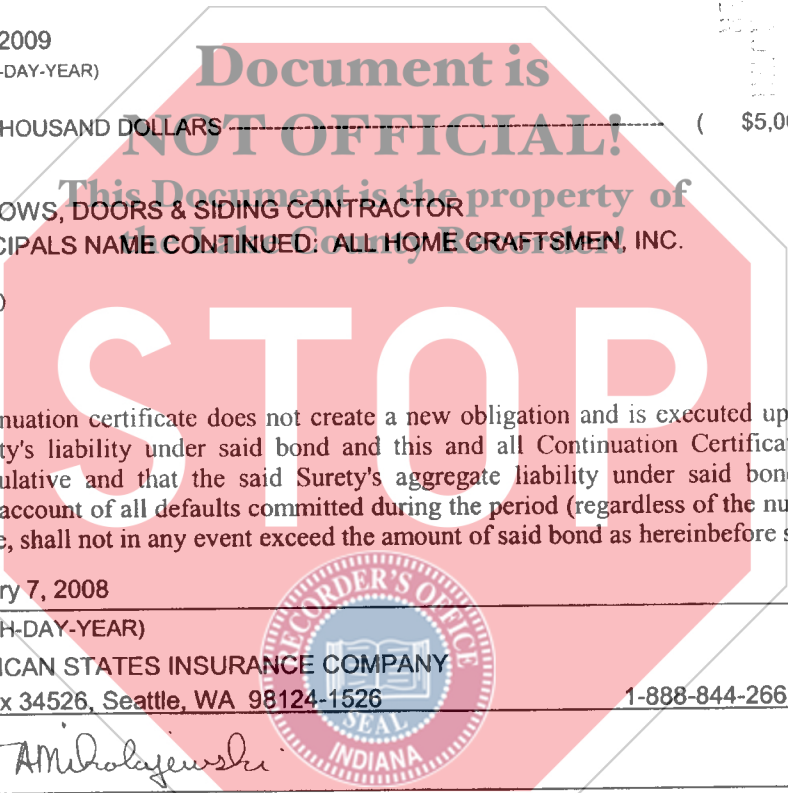 2009
-DAY-YEAR)
Document is
HOUSAND DOLLARS ---------- ( $5,00
NOT OFFICIAL!
This Document is the property of
OWS, DOORS & SIDING CONTRACTOR
the Lake County Recorder!
CIPALS NAME CONTINUED: ALL HOME CRAFTSMEN, INC.
)
STOP
nuation certificate does not create a new obligation and is executed up
ty's liability under said bond and this and all Continuation Certifica
ulative and that the said Surety's aggregate liability under said bon
account of all defaults committed during the period (regardless of the nu
e, shall not in any event exceed the amount of said bond as hereinbefore s
ry 7, 2008
H-DAY-YEAR)
ICAN STATES INSURANCE COMPANY
x 34526, Seattle, WA 98124-1526 1-888-844-266
RECORDER'S OFFICE
SEAL
INDIANA
AMikolajewski